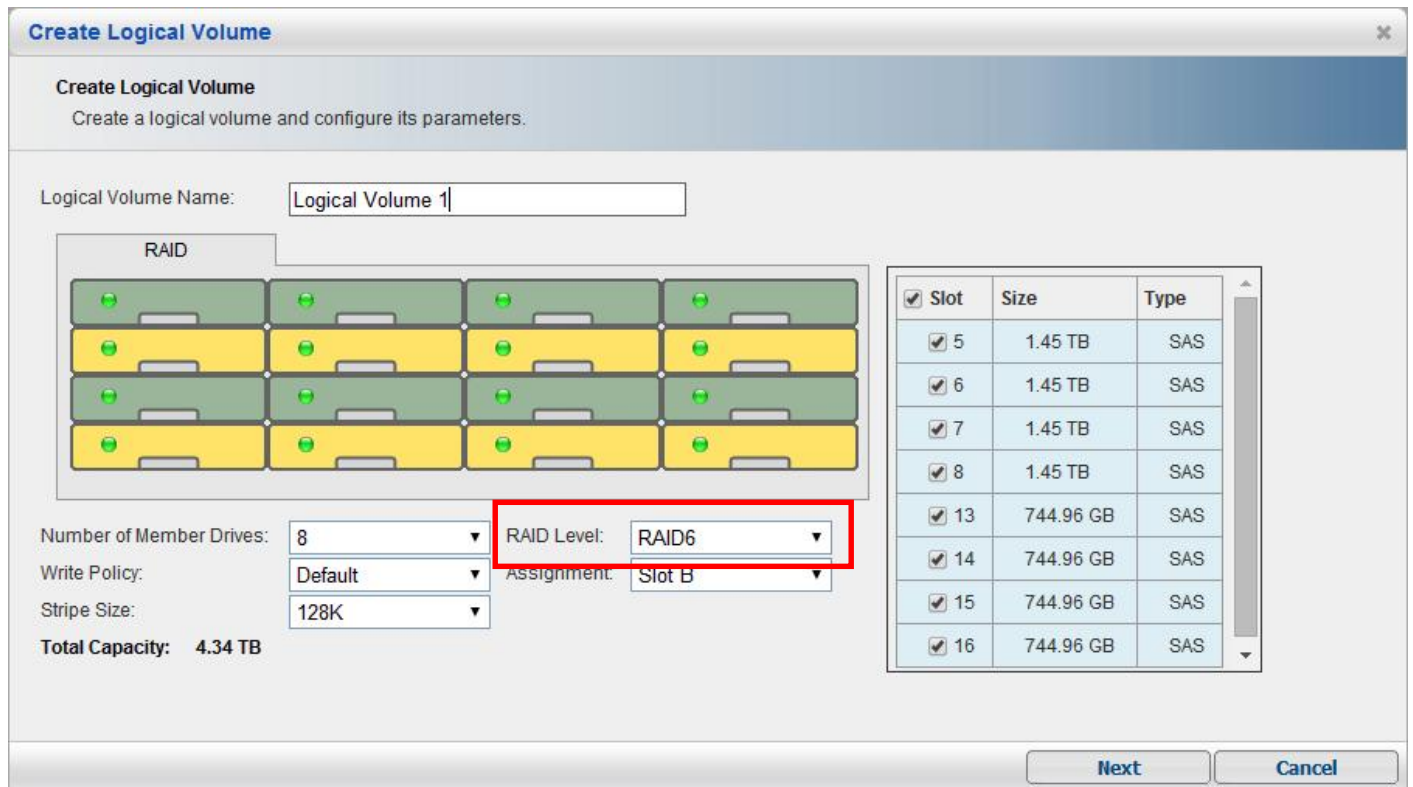 Create Logical Volume
Create Logical Volume
Create a logical volume and configure its parameters.
Logical Volume Name: Logical Volume 1
RAID
Slot Size Type
5 1.45 TB SAS
6 1.45 TB SAS
7 1.45 TB SAS
8 1.45 TB SAS
13 744.96 GB SAS
14 744.96 GB SAS
15 744.96 GB SAS
16 744.96 GB SAS
Number of Member Drives: 8 RAID Level: RAID6
Write Policy: Default Assignment: Slot B
Stripe Size: 128K
Total Capacity: 4.34 TB
Next Cancel